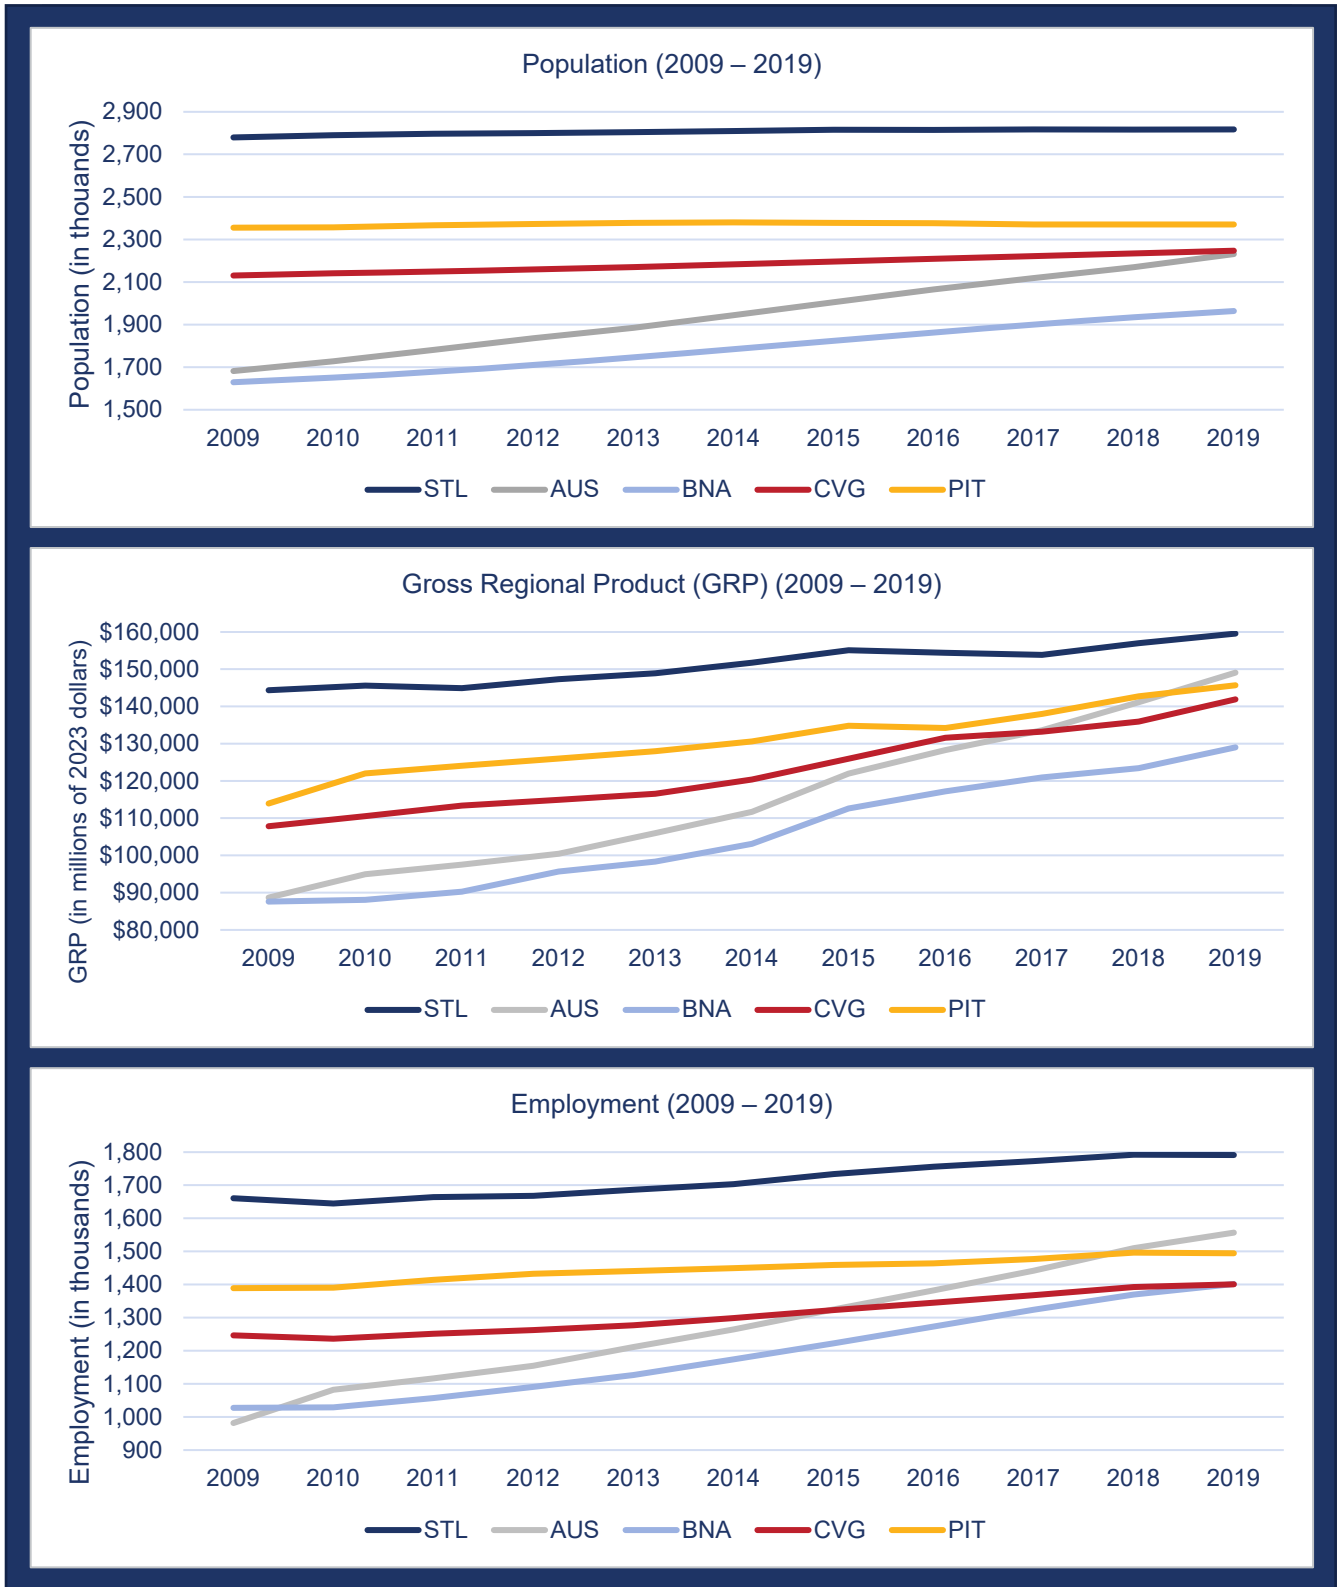 Population (2009 – 2019)
Population (in thouands)
2,900
2,700
2,500
2,300
2,100
1,900
1,700
1,500
2009 2010 2011 2012 2013 2014 2015 2016 2017 2018 2019
STL AUS BNA CVG PIT
Gross Regional Product (GRP) (2009 – 2019)
GRP (in millions of 2023 dollars)
$160,000
$150,000
$140,000
$130,000
$120,000
$110,000
$100,000
$90,000
$80,000
2009 2010 2011 2012 2013 2014 2015 2016 2017 2018 2019
STL AUS BNA CVG PIT
Employment (2009 – 2019)
Employment (in thousands)
1,800
1,700
1,600
1,500
1,400
1,300
1,200
1,100
1,000
900
2009 2010 2011 2012 2013 2014 2015 2016 2017 2018 2019
STL AUS BNA CVG PIT